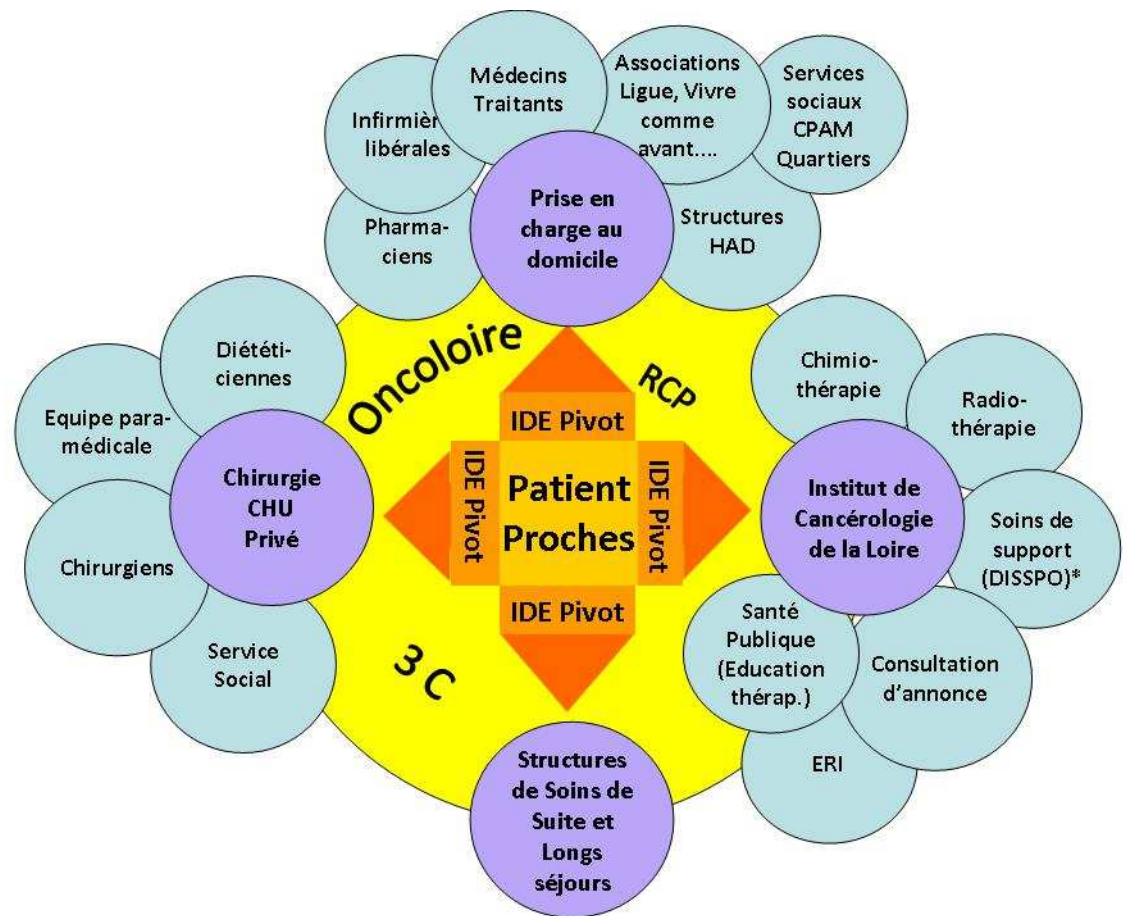 Médecins
Traitants
Associations
Ligue, Vivre
comme
avant....
Services
sociaux
CPAM
Quartiers
Infirmièr
libérales
Pharma-
ciens
Prise en
charge au
domicile
Structures
HAD
Oncoloire
RCP
3 C
Diététi-
ciennes
Equipe para-
médicale
Chirurgie
CHU
Privé
Chirurgiens
Service
Social
IDE Pivot
IDE Pivot
Patient
Proches
IDE Pivot
IDE Pivot
Chimio-
thérapie
Radio-
thérapie
Institut de
Cancérologie
de la Loire
Soins de
support
(DISSPO)*
Santé
Publique
(Education
thérap.)
Consultation
d'annonce
ERI
Structures
de Soins de
Suite et
Longs
séjours